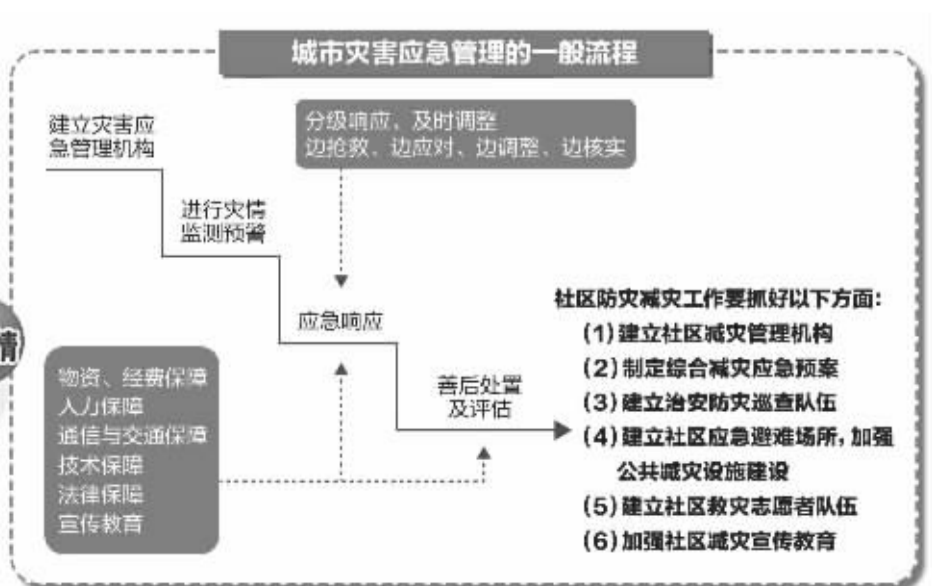 城市灾害应急管理的一般流程
建立灾害应
急管理机构
分级响应、及时调整
边抢救、边应对、边调整、边核实
进行灾情
监测预警
应急响应
善后处置
及评估
物资、经费保障
人力保障
通信与交通保障
技术保障
法律保障
宣传教育
社区防灾减灾工作要抓好以下方面：
(1)建立社区减灾管理机构
(2)制定综合减灾应急预案
(3)建立治安防灾巡查队伍
(4)建立社区应急避难场所，加强
公共减灾设施建设
(5)建立社区救灾志愿者队伍
(6)加强社区减灾宣传教育